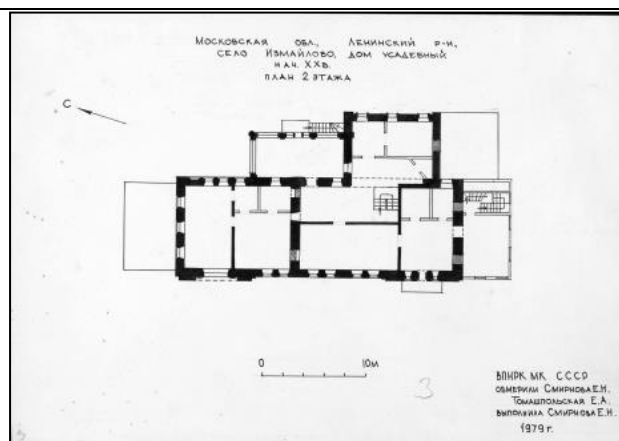 Московская обл., Ленинский р-н,
село Измайлово, дом усадебный
нач. XX в.
план 2 этажа
С
0 10м
3
ВПНРК МК СССР
обмерили Смирнова Е.Н.
Томашпольская Е.А.
выполнила Смирнова Е.Н.
1979 г.